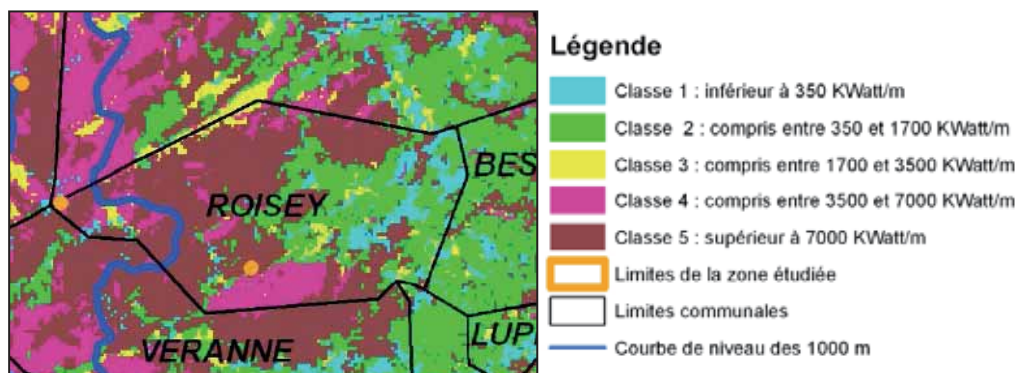 ROISEY
BES
VERANNE
LUP
Légende
Classe 1 : inférieur à 350 KWatt/m
Classe 2 : compris entre 350 et 1700 KWatt/m
Classe 3 : compris entre 1700 et 3500 KWatt/m
Classe 4 : compris entre 3500 et 7000 KWatt/m
Classe 5 : supérieur à 7000 KWatt/m
Limites de la zone étudiée
Limites communales
Courbe de niveau des 1000 m